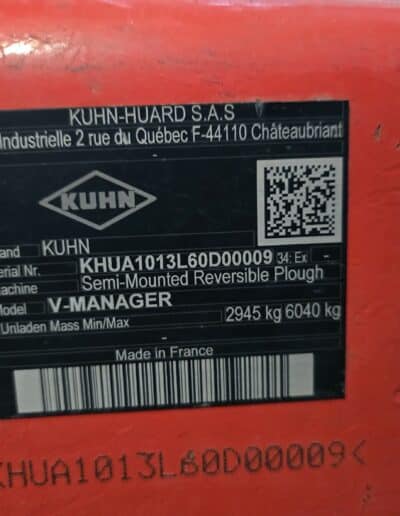 KUHN-HUARD S.A.S
Industrielle 2 rue du Québec F-44110 Châteaubriant
KUHN
and KUHN
erial Nr. KHUA1013L60D00009 34: Ex -
achine Semi-Mounted Reversible Plough
Model V-MANAGER
Unladen Mass Min/Max 2945 kg 6040 kg
Made in France
KHUA1013L60D00009<